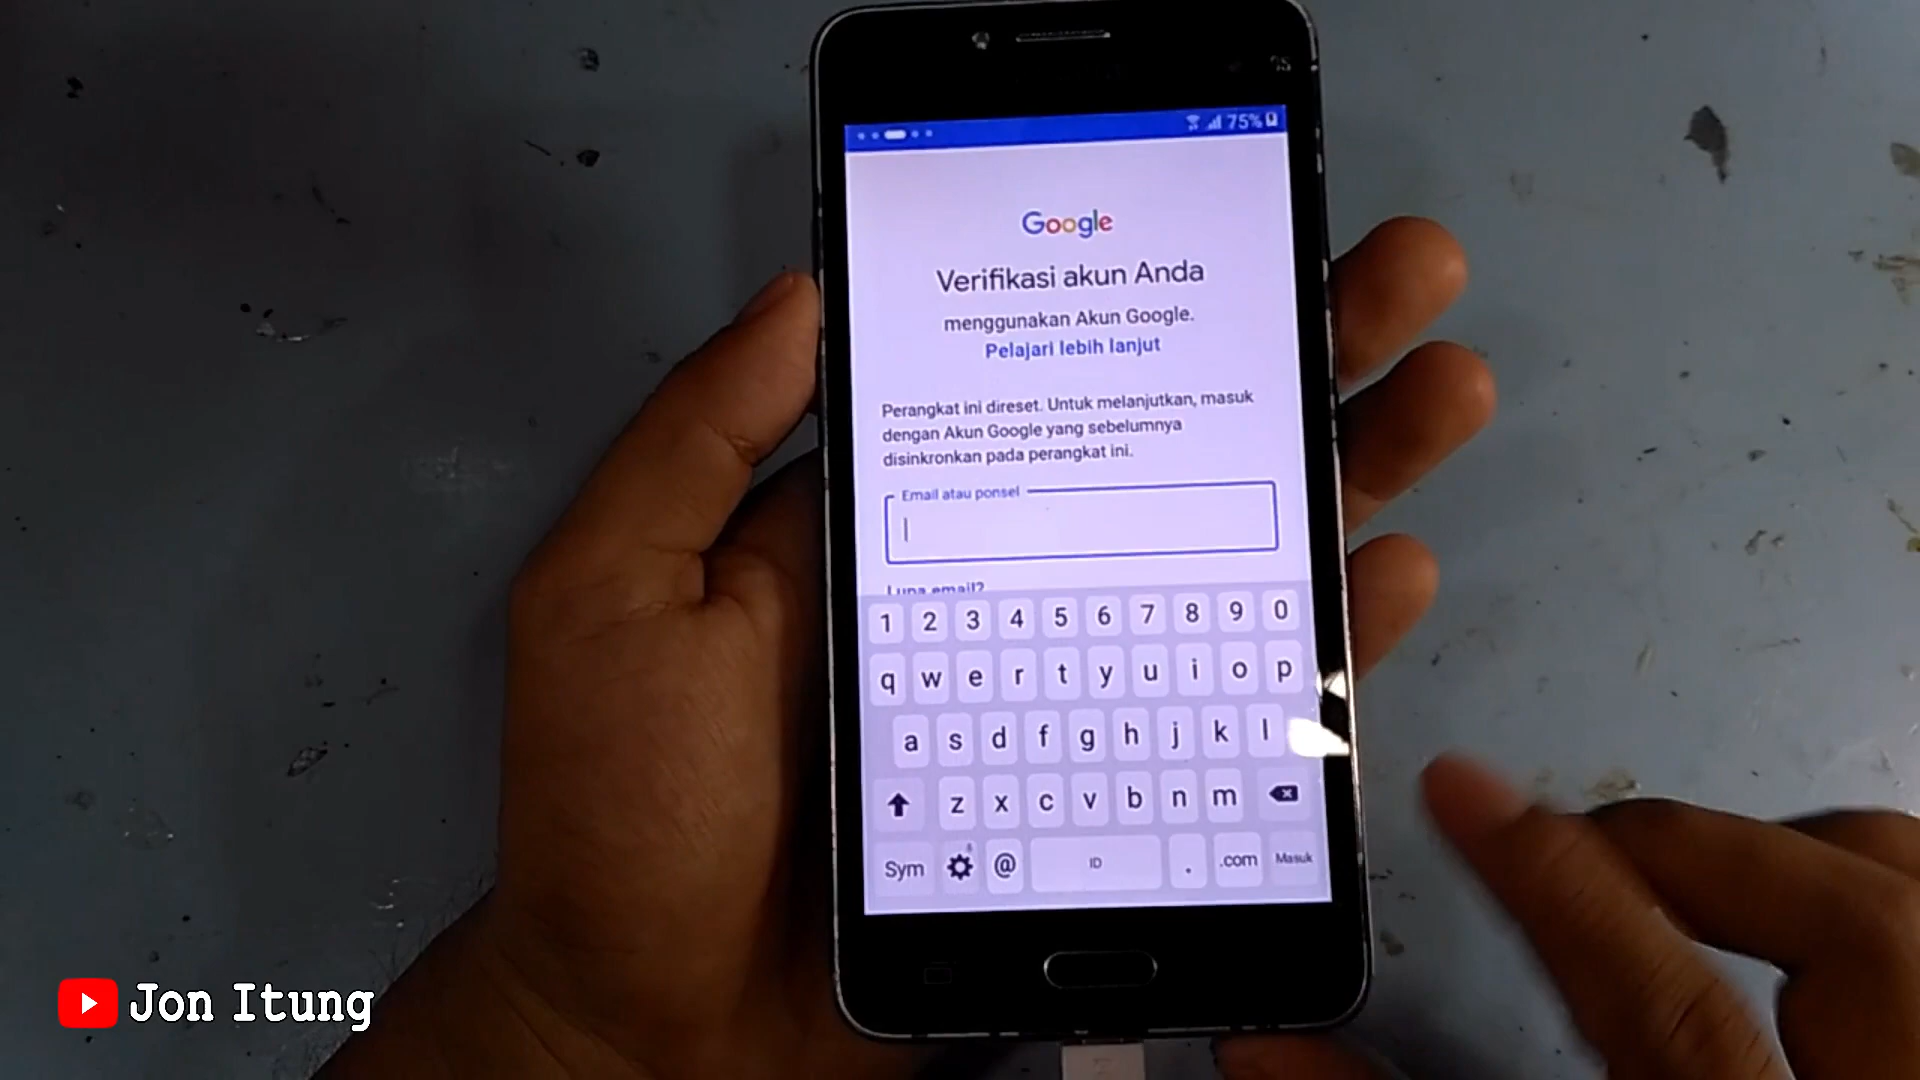 75%
Google
Verifikasi akun Anda
menggunakan Akun Google.
Pelajari lebih lanjut
Perangkat ini direset. Untuk melanjutkan, masuk
dengan Akun Google yang sebelumnya
disinkronkan pada perangkat ini.
Email atau ponsel
Lupa email?
1 2 3 4 5 6 7 8 9 0
q w e r t y u i o p
a s d f g h j k l
z x c v b n m
Sym @ ID . .com Masuk
Jon Itung